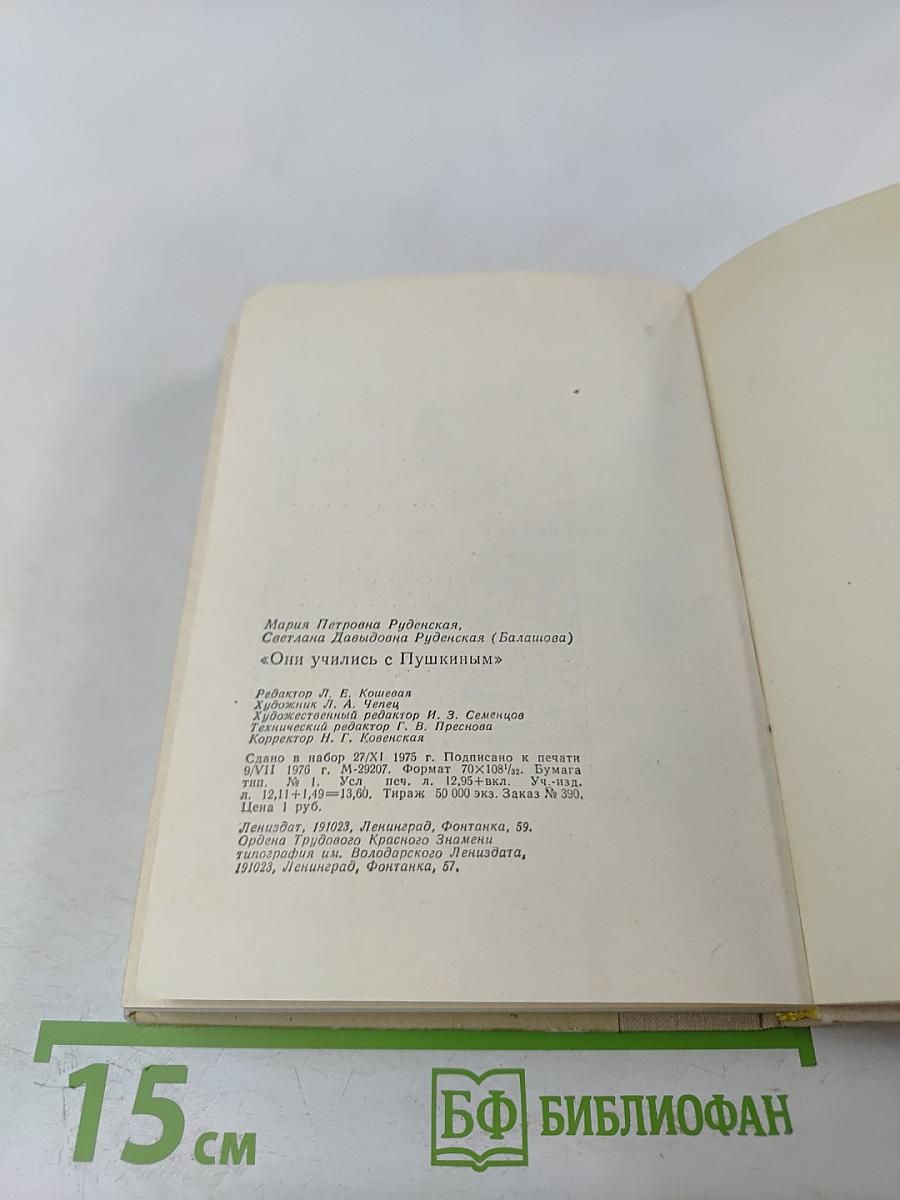 Мария Петровна Руденская,
Светлана Давыдовна Руденская (Балашова)
«Они учились с Пушкиным»
Редактор Л. Е. Кошевая
Художник Л. А. Чепец
Художественный редактор И. З. Семенцов
Технический редактор Г. В. Преснова
Корректор Н. Г. Ковенская
Сдано в набор 27/XI 1975 г. Подписано к печати
9/VII 1976 г. М-29207. Формат 70×108¹/₃₂. Бумага
тип. № 1. Усл печ. л. 12,95+вкл. Уч.-изд.
л. 12,11+1,49=13,60. Тираж 50 000 экз. Заказ № 390.
Цена 1 руб.
Лениздат, 191023, Ленинград, Фонтанка, 59.
Ордена Трудового Красного Знамени
типография им. Володарского Лениздата,
191023, Ленинград, Фонтанка, 57.
15 см
БФ БИБЛИОФАН